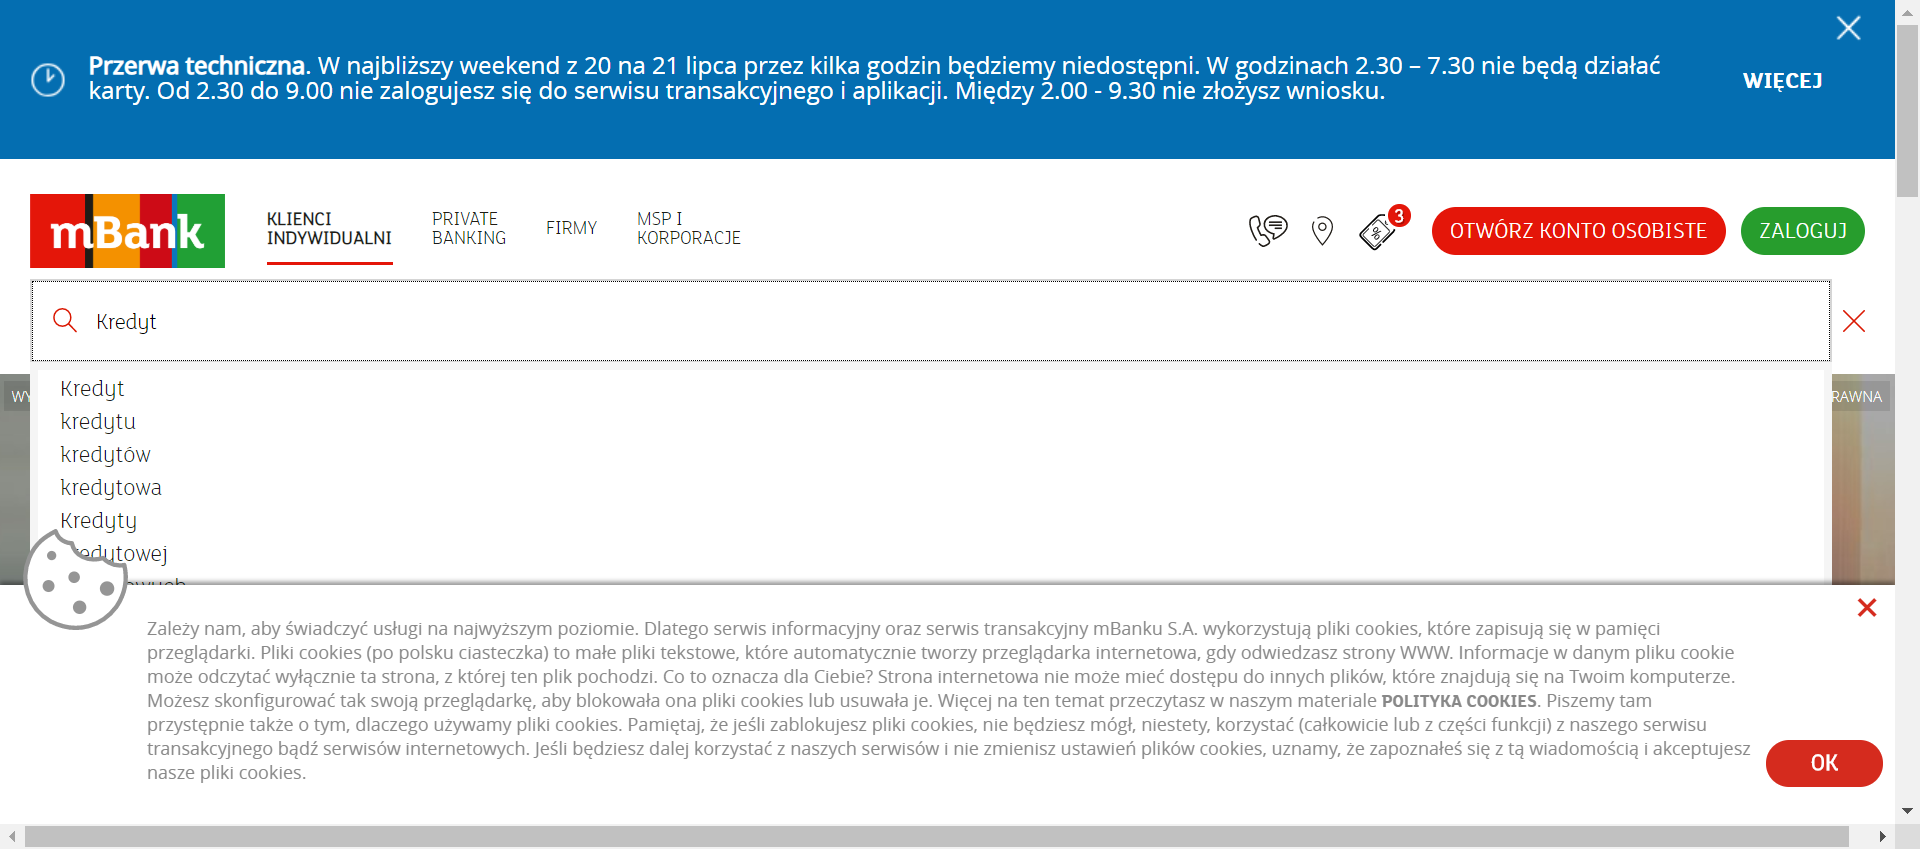 Przerwa techniczna. W najbliższy weekend z 20 na 21 lipca przez kilka godzin będziemy niedostępni. W godzinach 2.30 – 7.30 nie będą działać
karty. Od 2.30 do 9.00 nie zalogujesz się do serwisu transakcyjnego i aplikacji. Między 2.00 - 9.30 nie złożysz wniosku.
WIĘCEJ
mBank
KLIENCI
INDYWIDUALNI
PRIVATE
BANKING
FIRMY
MSP I
KORPORACJE
3
OTWÓRZ KONTO OSOBISTE
ZALOGUJ
Kredyt
Kredyt
kredytu
kredytów
kredytowa
Kredyty
kredytowej
Zależy nam, aby świadczyć usługi na najwyższym poziomie. Dlatego serwis informacyjny oraz serwis transakcyjny mBanku S.A. wykorzystują pliki cookies, które zapisują się w pamięci
przeglądarki. Pliki cookies (po polsku ciasteczka) to małe pliki tekstowe, które automatycznie tworzy przeglądarka internetowa, gdy odwiedzasz strony WWW. Informacje w danym pliku cookie
może odczytać wyłącznie ta strona, z której ten plik pochodzi. Co to oznacza dla Ciebie? Strona internetowa nie może mieć dostępu do innych plików, które znajdują się na Twoim komputerze.
Możesz skonfigurować tak swoją przeglądarkę, aby blokowała ona pliki cookies lub usuwała je. Więcej na ten temat przeczytasz w naszym materiale POLITYKA COOKIES. Piszemy tam
przystępnie także o tym, dlaczego używamy pliki cookies. Pamiętaj, że jeśli zablokujesz pliki cookies, nie będziesz mógł, niestety, korzystać (całkowicie lub z części funkcji) z naszego serwisu
transakcyjnego bądź serwisów internetowych. Jeśli będziesz dalej korzystać z naszych serwisów i nie zmienisz ustawień plików cookies, uznamy, że zapoznałeś się z tą wiadomością i akceptujesz
nasze pliki cookies.
OK